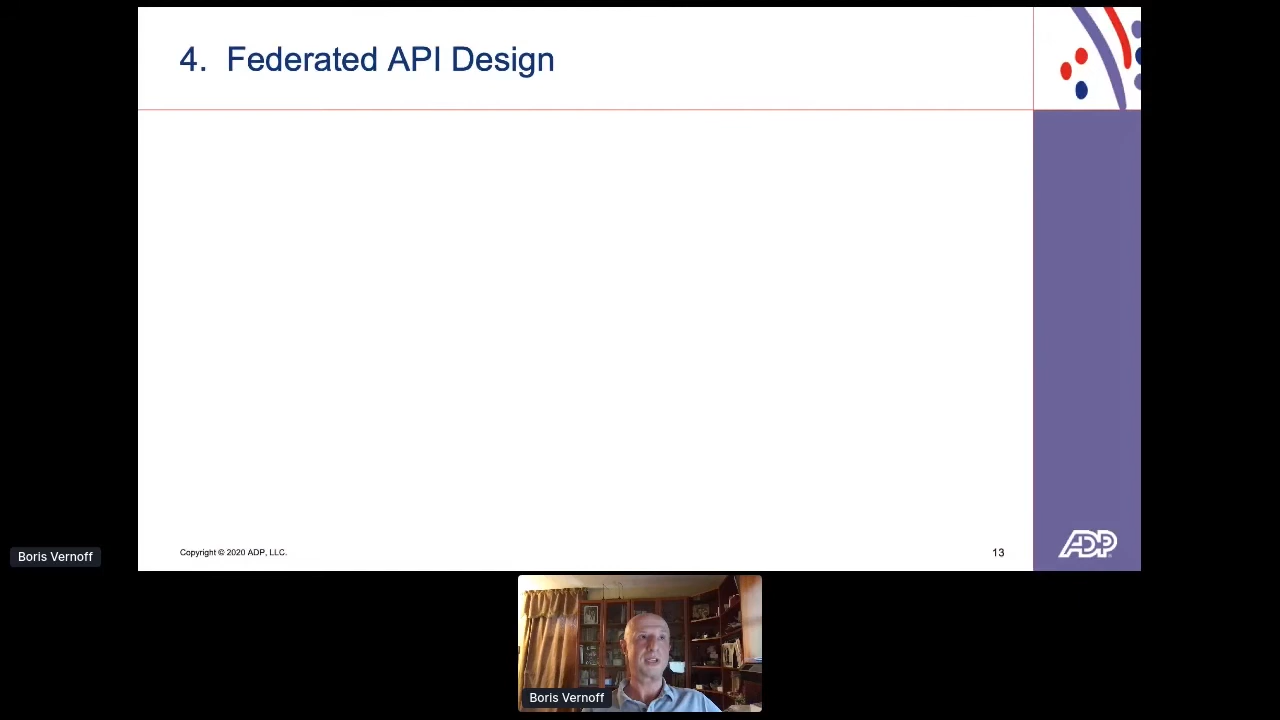 4. Federated API Design
Copyright © 2020 ADP, LLC.
13
ADP
Boris Vernoff
Boris Vernoff